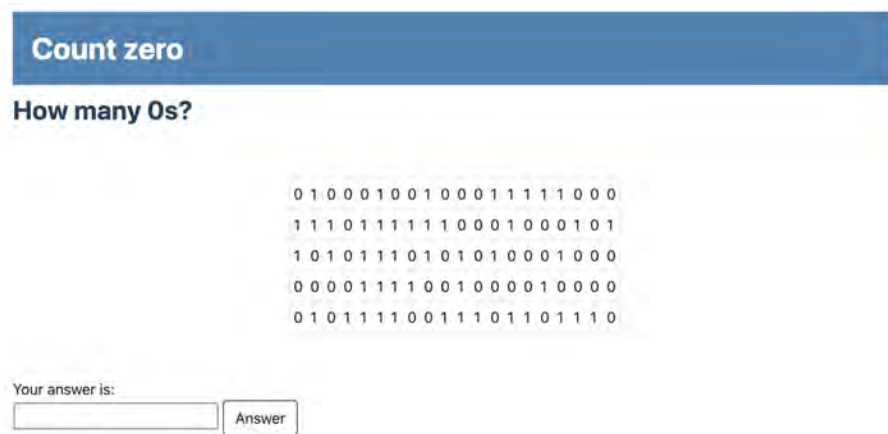 Count zero
How many 0s?
0 1 0 0 0 1 0 0 1 0 0 0 1 1 1 1 1 0 0 0
1 1 1 0 1 1 1 1 1 1 0 0 0 1 0 0 0 1 0 1
1 0 1 0 1 1 1 0 1 0 1 0 1 0 0 0 1 0 0 0
0 0 0 0 1 1 1 1 0 0 1 0 0 0 0 1 0 0 0 0
0 1 0 1 1 1 1 0 0 1 1 1 0 1 1 0 1 1 1 0
Your answer is:
Answer